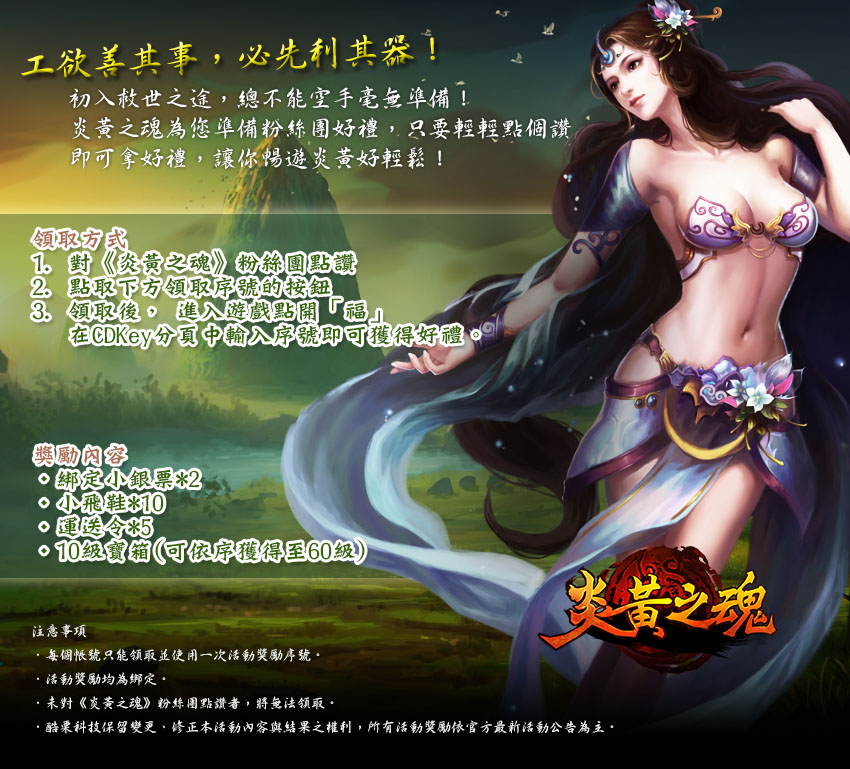 工欲善其事，必先利其器！
初入救世之途，總不能空手毫無準備！
炎黃之魂為您準備粉絲團好禮，只要輕輕點個讚
即可拿好禮，讓你暢遊炎黃好輕鬆！
領取方式
1. 對《炎黃之魂》粉絲團點讚
2. 點取下方領取序號的按鈕
3. 領取後， 進入遊戲點開「福」
在CDKey分頁中輸入序號即可獲得好禮。
獎勵內容
。綁定小銀票*2
。小飛鞋*10
。運送令*5
。10級寶箱(可依序獲得至60級)
炎黃之魂
注意事項
．每個帳號只能領取並使用一次活動獎勵序號。
．活動獎勵均為綁定。
．未對《炎黃之魂》粉絲團點讚者，將無法領取。
．酷栗科技保留變更、修正本活動內容與結果之權利，所有活動獎勵依官方最新活動公告為主。